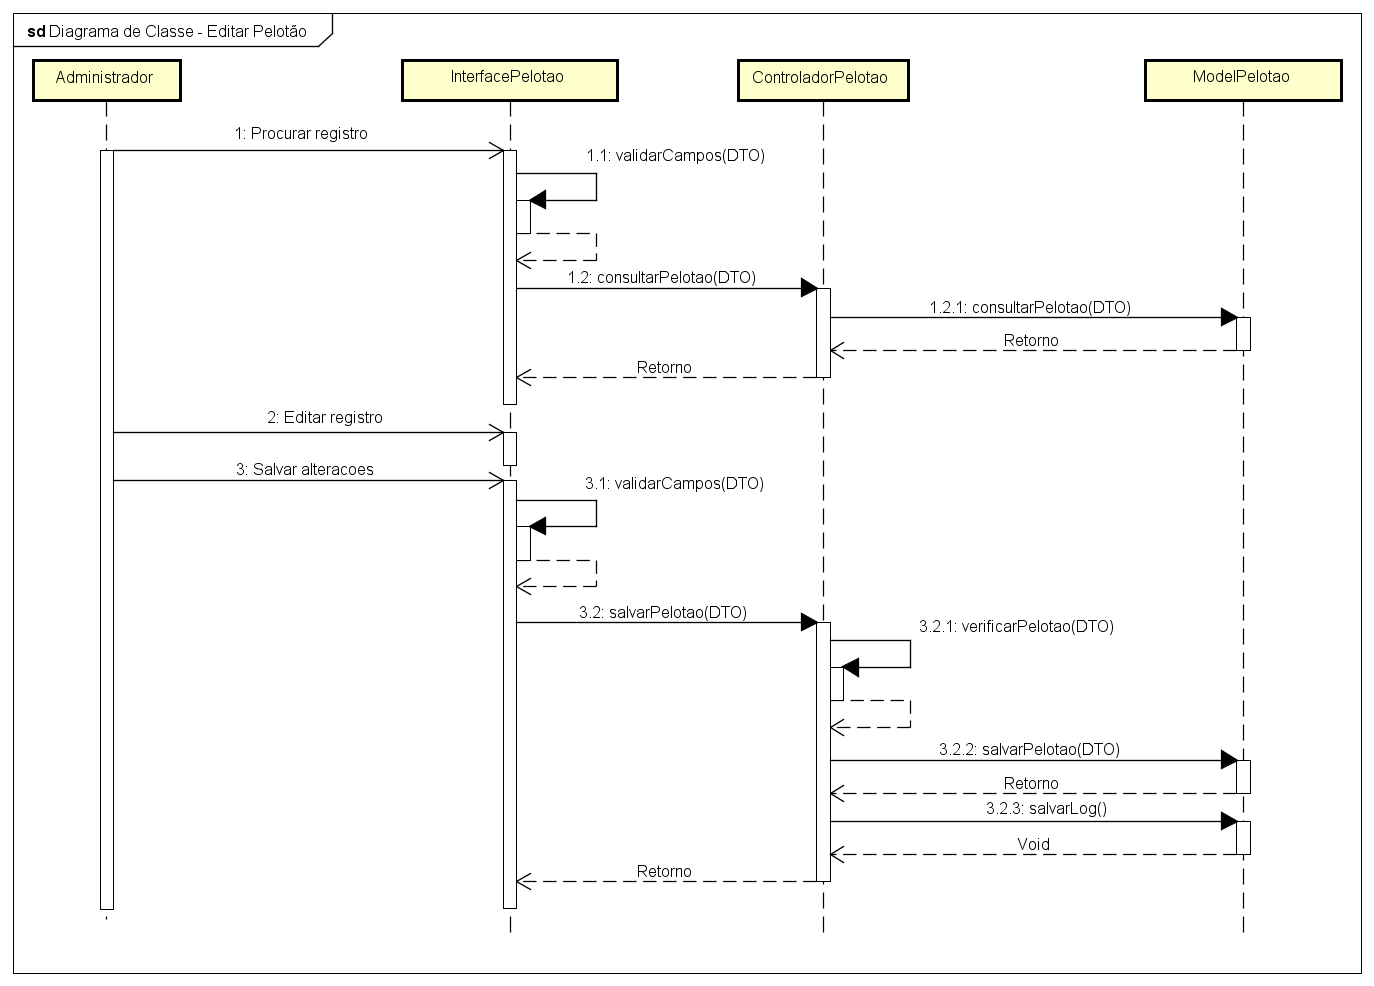 sd Diagrama de Classe - Editar Pelotão
Administrador
InterfacePelotao
ControladorPelotao
ModelPelotao
1: Procurar registro
1.1: validarCampos(DTO)
1.2: consultarPelotao(DTO)
1.2.1: consultarPelotao(DTO)
Retorno
Retorno
2: Editar registro
3: Salvar alteracoes
3.1: validarCampos(DTO)
3.2: salvarPelotao(DTO)
3.2.1: verificarPelotao(DTO)
3.2.2: salvarPelotao(DTO)
Retorno
3.2.3: salvarLog()
Void
Retorno